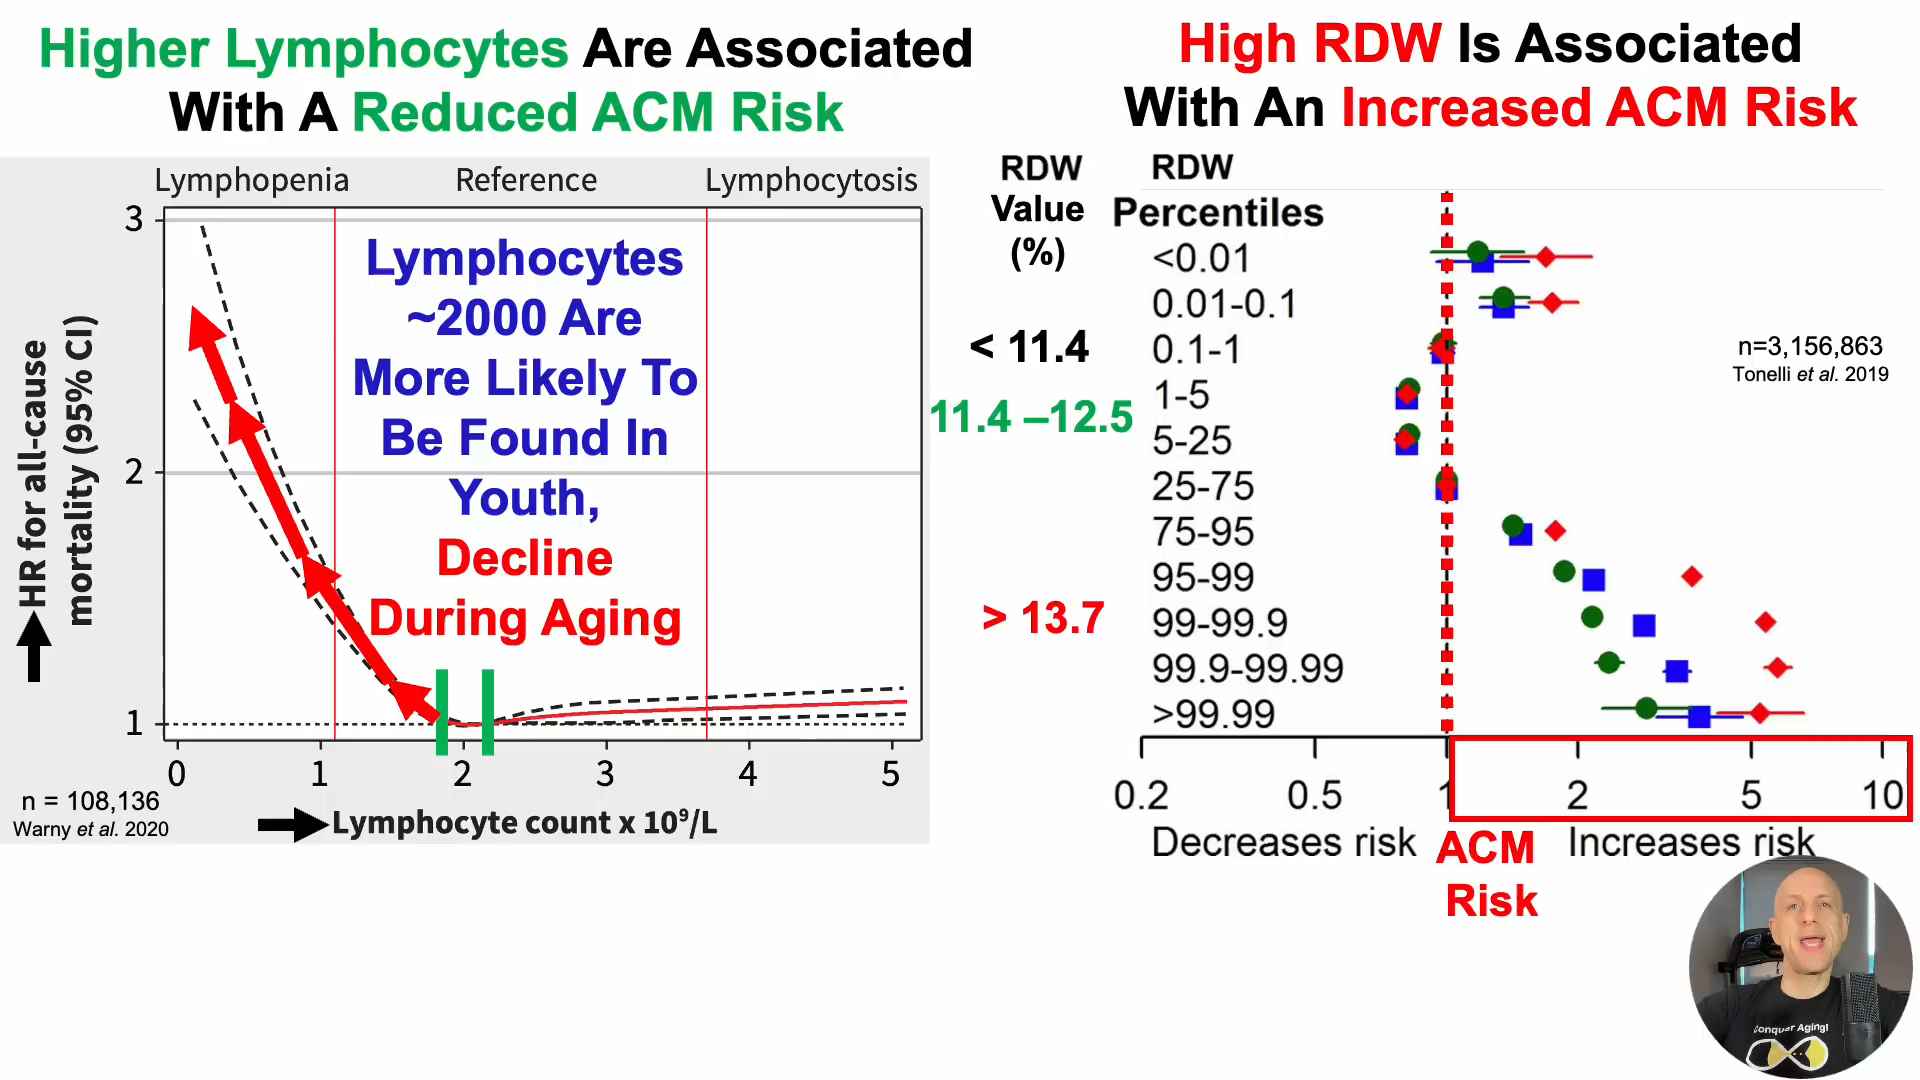 Higher Lymphocytes Are Associated
With A Reduced ACM Risk
Lymphopenia
Reference
Lymphocytosis
3
2
1
HR for all-cause
mortality (95% CI)
Lymphocytes
~2000 Are
More Likely To
Be Found In
Youth,
Decline
During Aging
0
1
2
3
4
5
n = 108,136
Warny et al. 2020
Lymphocyte count x 10⁹/L
High RDW Is Associated
With An Increased ACM Risk
RDW
Value
(%)
< 11.4
11.4 –12.5
> 13.7
RDW
Percentiles
<0.01
0.01-0.1
0.1-1
1-5
5-25
25-75
75-95
95-99
99-99.9
99.9-99.99
>99.99
n=3,156,863
Tonelli et al. 2019
0.2
0.5
1
2
5
10
Decreases risk
ACM
Risk
Increases risk
Conquer Aging!